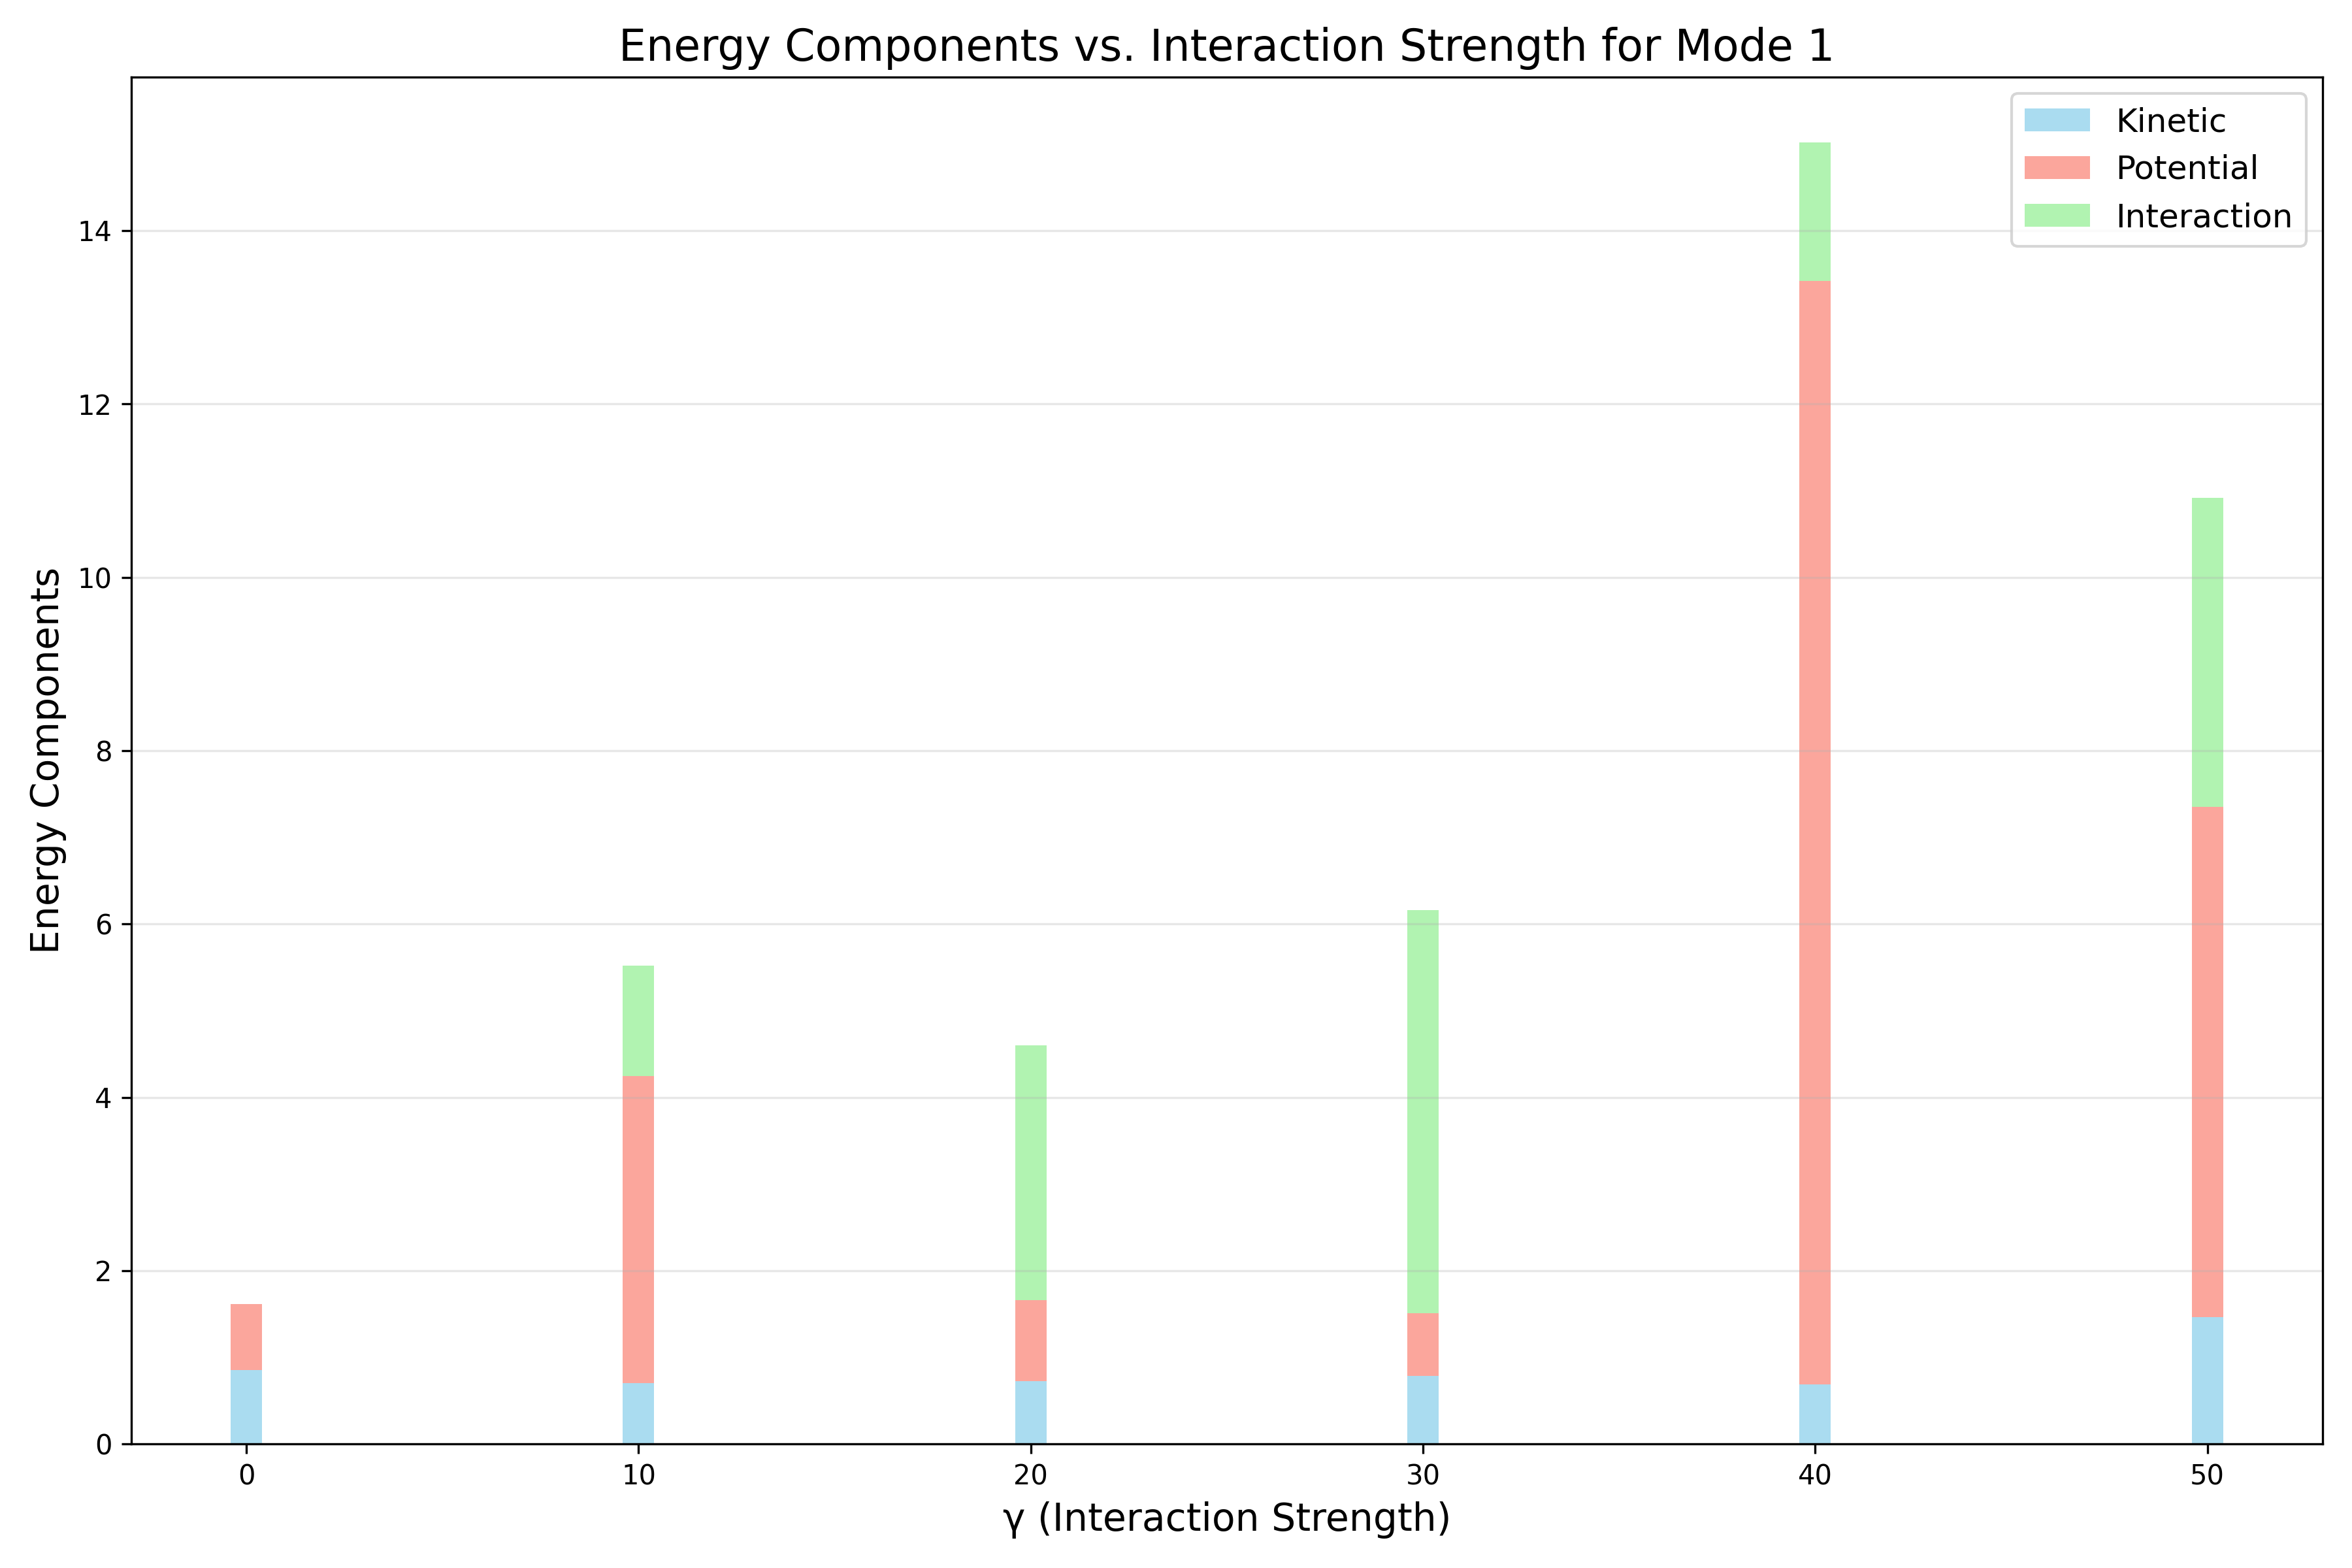 Energy Components vs. Interaction Strength for Mode 1
Kinetic
Potential
Interaction
Energy Components
14
12
10
8
6
4
2
0
0 10 20 30 40 50
γ (Interaction Strength)